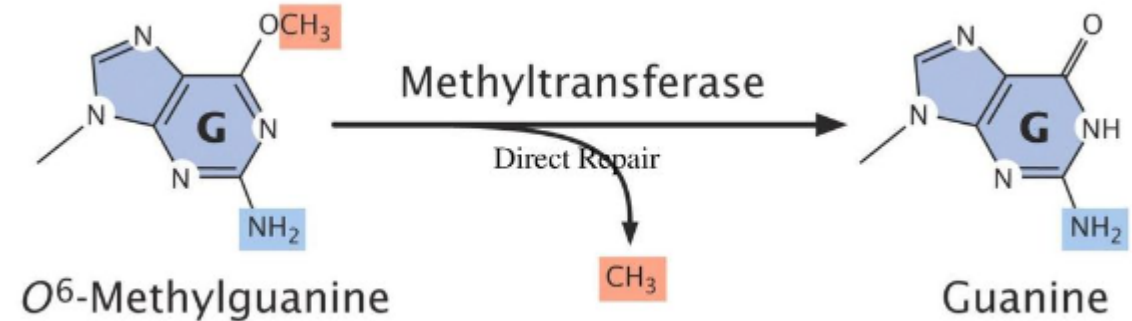 N
OCH₃
N
G
N
N
NH₂
O⁶-Methylguanine
Methyltransferase
Direct Repair
CH₃
N
O
N
G
NH
N
NH₂
Guanine